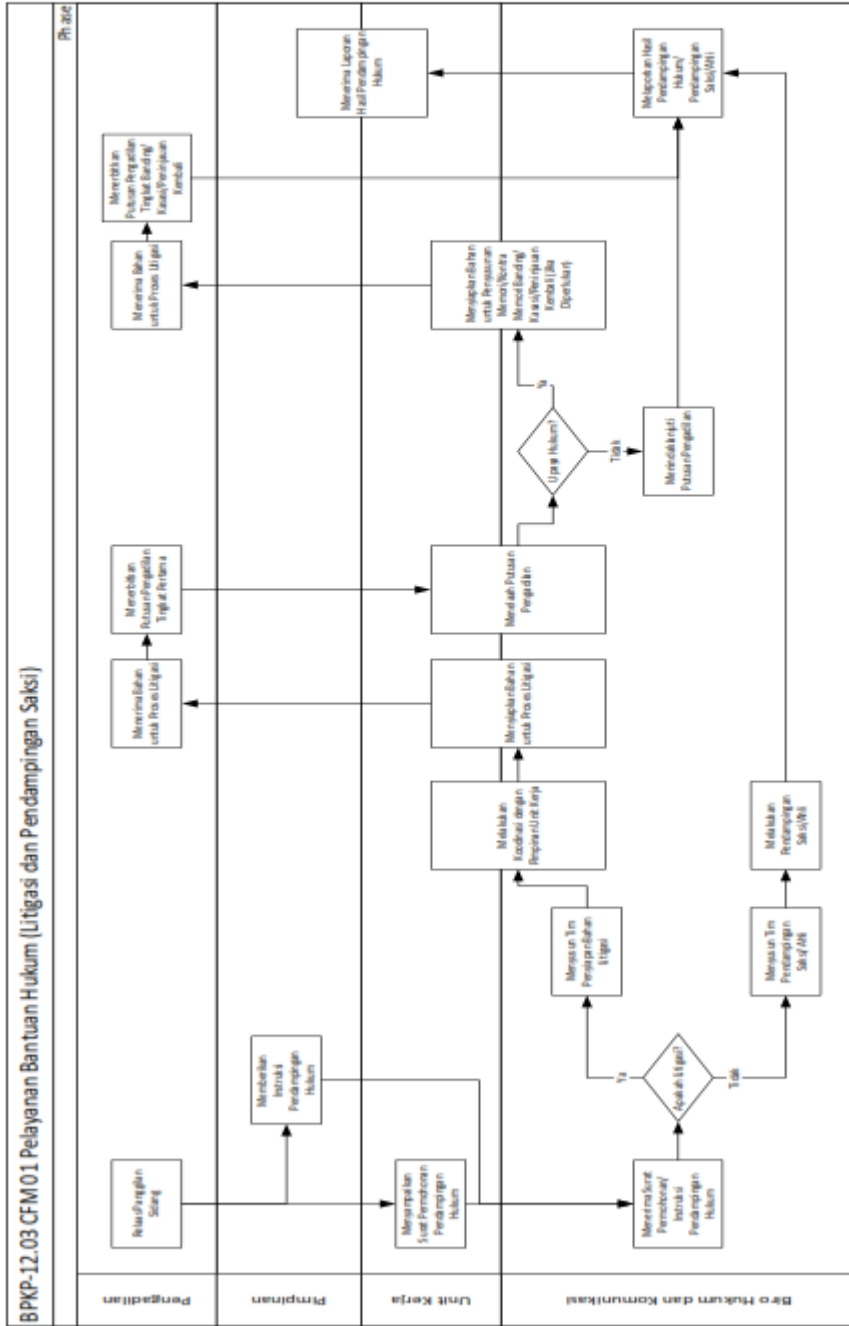 BPKP-12.03 CFM 01 Pelayanan Bantuan Hukum (Litigasi dan Pendampingan Saksi)
Phase
Pengadilan
Relaas Panggilan
Sidang
Menerima Bahan
untuk Proses Litigasi
Menerbitkan
Putusan Pengadilan
Tingkat Pertama
Menerima Bahan
untuk Proses Litigasi
Menerbitkan
Putusan Pengadilan
Tingkat Banding/
Kasasi/Peninjauan
Kembali
Pimpinan
Memberikan
Instruksi
Pendampingan
Hukum
Menerima Laporan
Hasil Pendampingan
Hukum
Unit Kerja
Menyampaikan
Surat Permohonan
Pendampingan
Hukum
Melakukan
Koordinasi dengan
Pimpinan Unit Kerja
Menyiapkan Bahan
untuk Proses Litigasi
Menelaah Putusan
Pengadilan
Menyiapkan Bahan
untuk Penyusunan
Memori/Kontra
Memori Banding/
Kasasi/Peninjauan
Kembali (Jika
Diperlukan)
Biro Hukum dan Komunikasi
Menerima Surat
Permohonan/
Instruksi
Pendampingan
Hukum
Apakah litigasi?
Ya
Tidak
Menyusun Tim
Penyiapan Bahan
litigasi
Menyusun Tim
Pendampingan
Saksi/Ahli
Melakukan
Pendampingan
Saksi/Ahli
Upaya Hukum?
Ya
Tidak
Menindaklanjuti
Putusan Pengadilan
Melaporkan Hasil
Pendampingan
Hukum/
Pendampingan
Saksi/Ahli